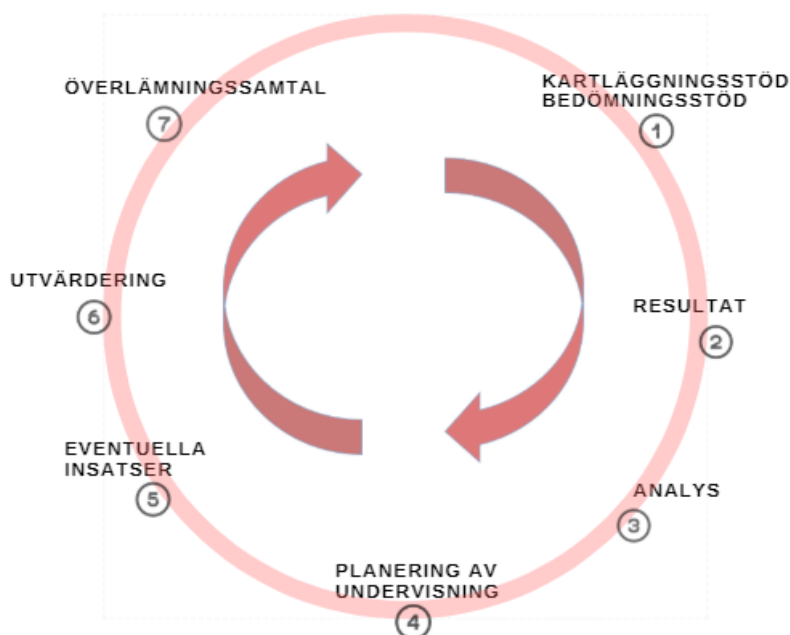 KARTLÄGGNINGSSTÖD
BEDÖMNINGSSTÖD
1
RESULTAT
2
ANALYS
3
PLANERING AV
UNDERVISNING
4
EVENTUELLA
INSATSER
5
UTVÄRDERING
6
ÖVERLÄMNINGSSAMTAL
7